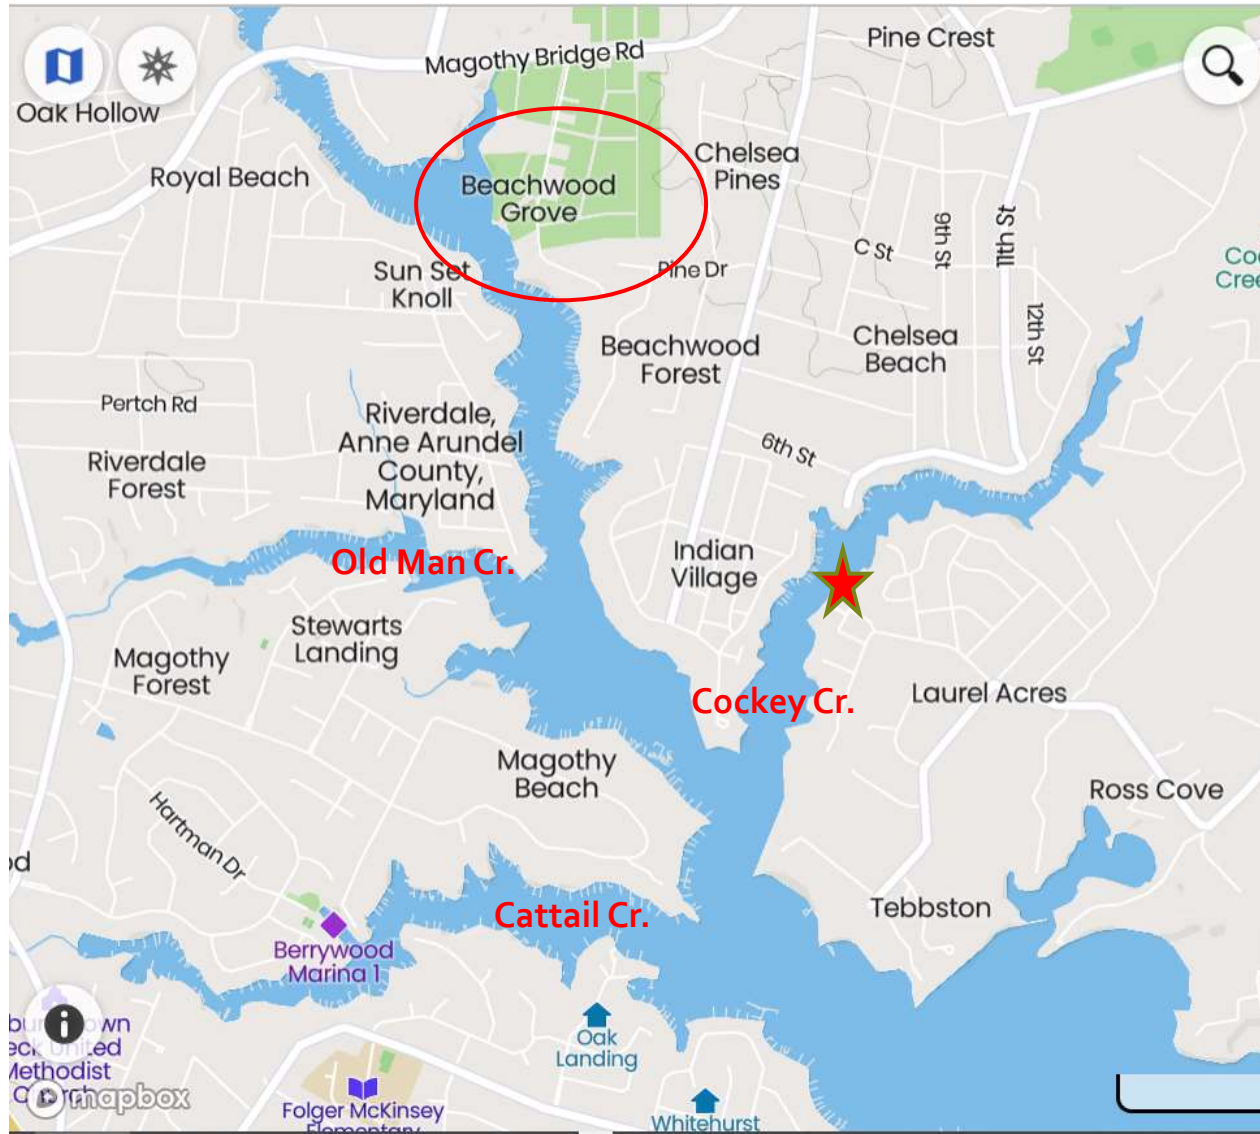 Pine Crest
Magothy Bridge Rd
Oak Hollow
Royal Beach
Beachwood
Grove
Chelsea
Pines
C St
9th St
11th St
12th St
Sun Set
Knoll
Pine Dr
Beachwood
Forest
Chelsea
Beach
Pertch Rd
Riverdale,
Anne Arundel
County,
Maryland
Riverdale
Forest
6th St
Old Man Cr.
Indian
Village
Stewarts
Landing
Magothy
Forest
Cockey Cr.
Laurel Acres
Magothy
Beach
Ross Cove
Hartman Dr
Cattail Cr.
Tebbston
Berrywood
Marina 1
Oak
Landing
Methodist
mapbox
Folger McKinsey
Elementary
Whitehurst